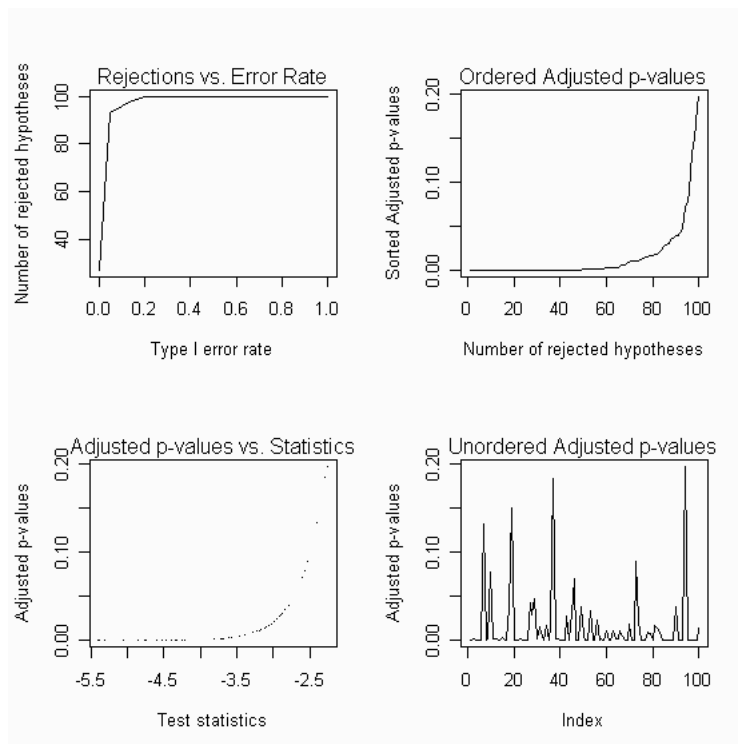 Rejections vs. Error Rate
Number of rejected hypotheses
40
60
80
100
0.0 0.2 0.4 0.6 0.8 1.0
Type I error rate
Ordered Adjusted p-values
Sorted Adjusted p-values
0.00
0.10
0.20
0 20 40 60 80 100
Number of rejected hypotheses
Adjusted p-values vs. Statistics
Adjusted p-values
0.00
0.10
0.20
-5.5 -4.5 -3.5 -2.5
Test statistics
Unordered Adjusted p-values
Adjusted p-values
0.00
0.10
0.20
0 20 40 60 80 100
Index